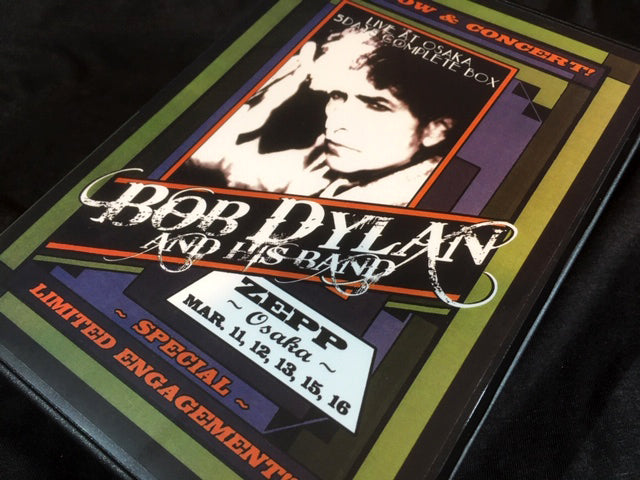 OW & CONCERT!
LIVE AT OSAKA
5DAYS COMPLETE BOX
BOB DYLAN
AND HIS BAND
ZEPP
~ Osaka ~
MAR. 11, 12, 13, 15, 16
~ SPECIAL ~
LIMITED ENGAGEMENT!